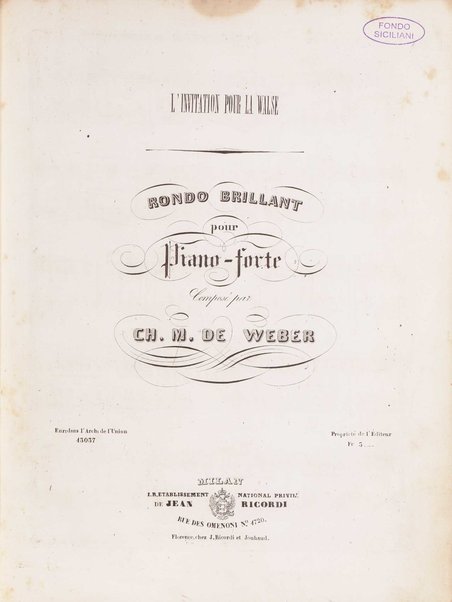 FONDO
SICILIANI
L'INVITATION POUR LA WALSE
RONDO BRILLANT
pour
Piano-forte
Composé par
CH. M. DE WEBER
Enredans l'Arch: de l'Union
13037
Proprieté de l'Editeur
Fr. 3 ...
MILAN
I. R. ETABLISSEMENT NATIONAL PRIVIL.
DE JEAN RICORDI
RUE DES OMENONI No. 1720.
Florence, chez J. Ricordi et Jouhaud.